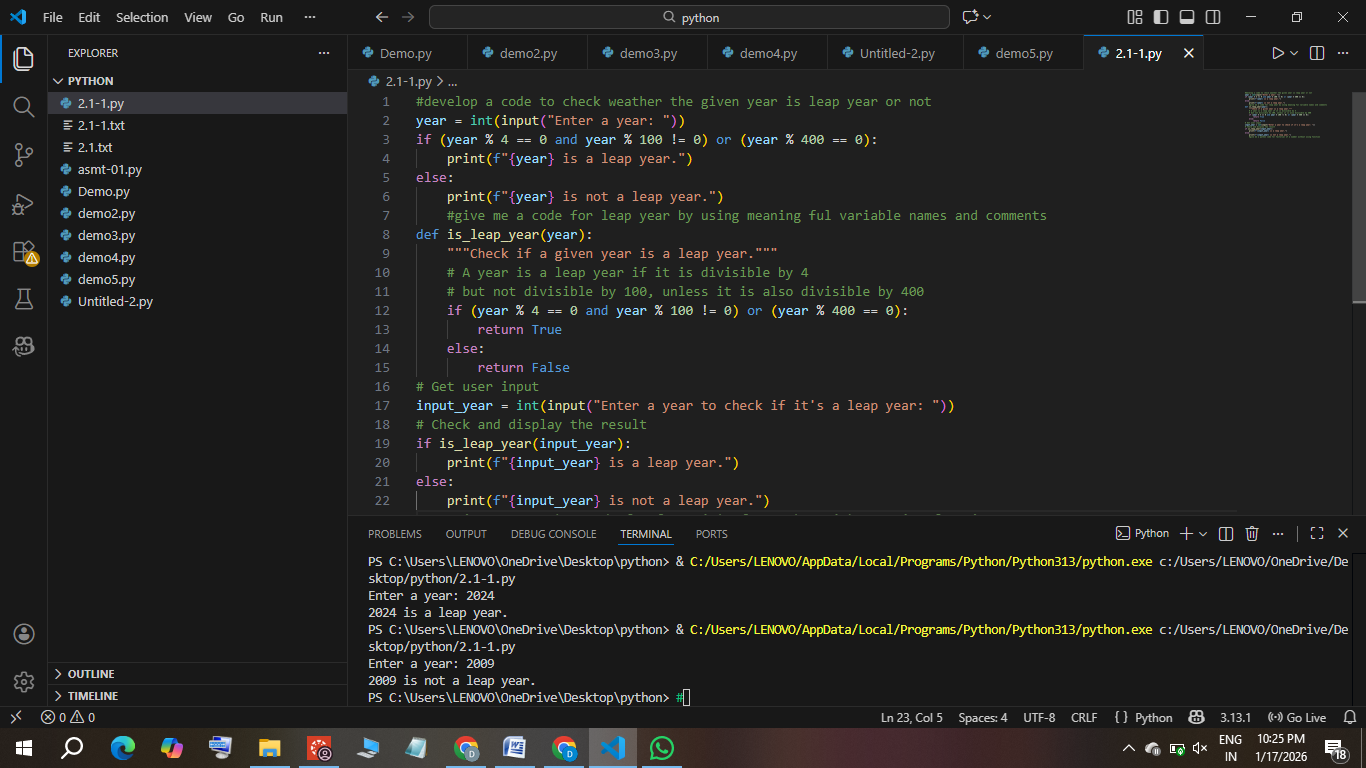 File Edit Selection View Go Run ···
python
EXPLORER ···
PYTHON
2.1-1.py
2.1-1.txt
2.1.txt
asmt-01.py
Demo.py
demo2.py
demo3.py
demo4.py
demo5.py
Untitled-2.py
OUTLINE
TIMELINE
Demo.py demo2.py demo3.py demo4.py Untitled-2.py demo5.py 2.1-1.py
2.1-1.py > ...
1 #develop a code to check weather the given year is leap year or not
2 year = int(input("Enter a year: "))
3 if (year % 4 == 0 and year % 100 != 0) or (year % 400 == 0):
4     print(f"{year} is a leap year.")
5 else:
6     print(f"{year} is not a leap year.")
7     #give me a code for leap year by using meaning ful variable names and comments
8 def is_leap_year(year):
9     """Check if a given year is a leap year."""
10     # A year is a leap year if it is divisible by 4
11     # but not divisible by 100, unless it is also divisible by 400
12     if (year % 4 == 0 and year % 100 != 0) or (year % 400 == 0):
13         return True
14     else:
15         return False
16 # Get user input
17 input_year = int(input("Enter a year to check if it's a leap year: "))
18 # Check and display the result
19 if is_leap_year(input_year):
20     print(f"{input_year} is a leap year.")
21 else:
22     print(f"{input_year} is not a leap year.")
PROBLEMS OUTPUT DEBUG CONSOLE TERMINAL PORTS
Python
PS C:\Users\LENOVO\OneDrive\Desktop\python> & C:/Users/LENOVO/AppData/Local/Programs/Python/Python313/python.exe c:/Users/LENOVO/OneDrive/De
sktop/python/2.1-1.py
Enter a year: 2024
2024 is a leap year.
PS C:\Users\LENOVO\OneDrive\Desktop\python> & C:/Users/LENOVO/AppData/Local/Programs/Python/Python313/python.exe c:/Users/LENOVO/OneDrive/De
sktop/python/2.1-1.py
Enter a year: 2009
2009 is not a leap year.
PS C:\Users\LENOVO\OneDrive\Desktop\python> #
0 0 Ln 23, Col 5 Spaces: 4 UTF-8 CRLF {} Python 3.13.1 Go Live
ENG
IN
10:25 PM
1/17/2026
18